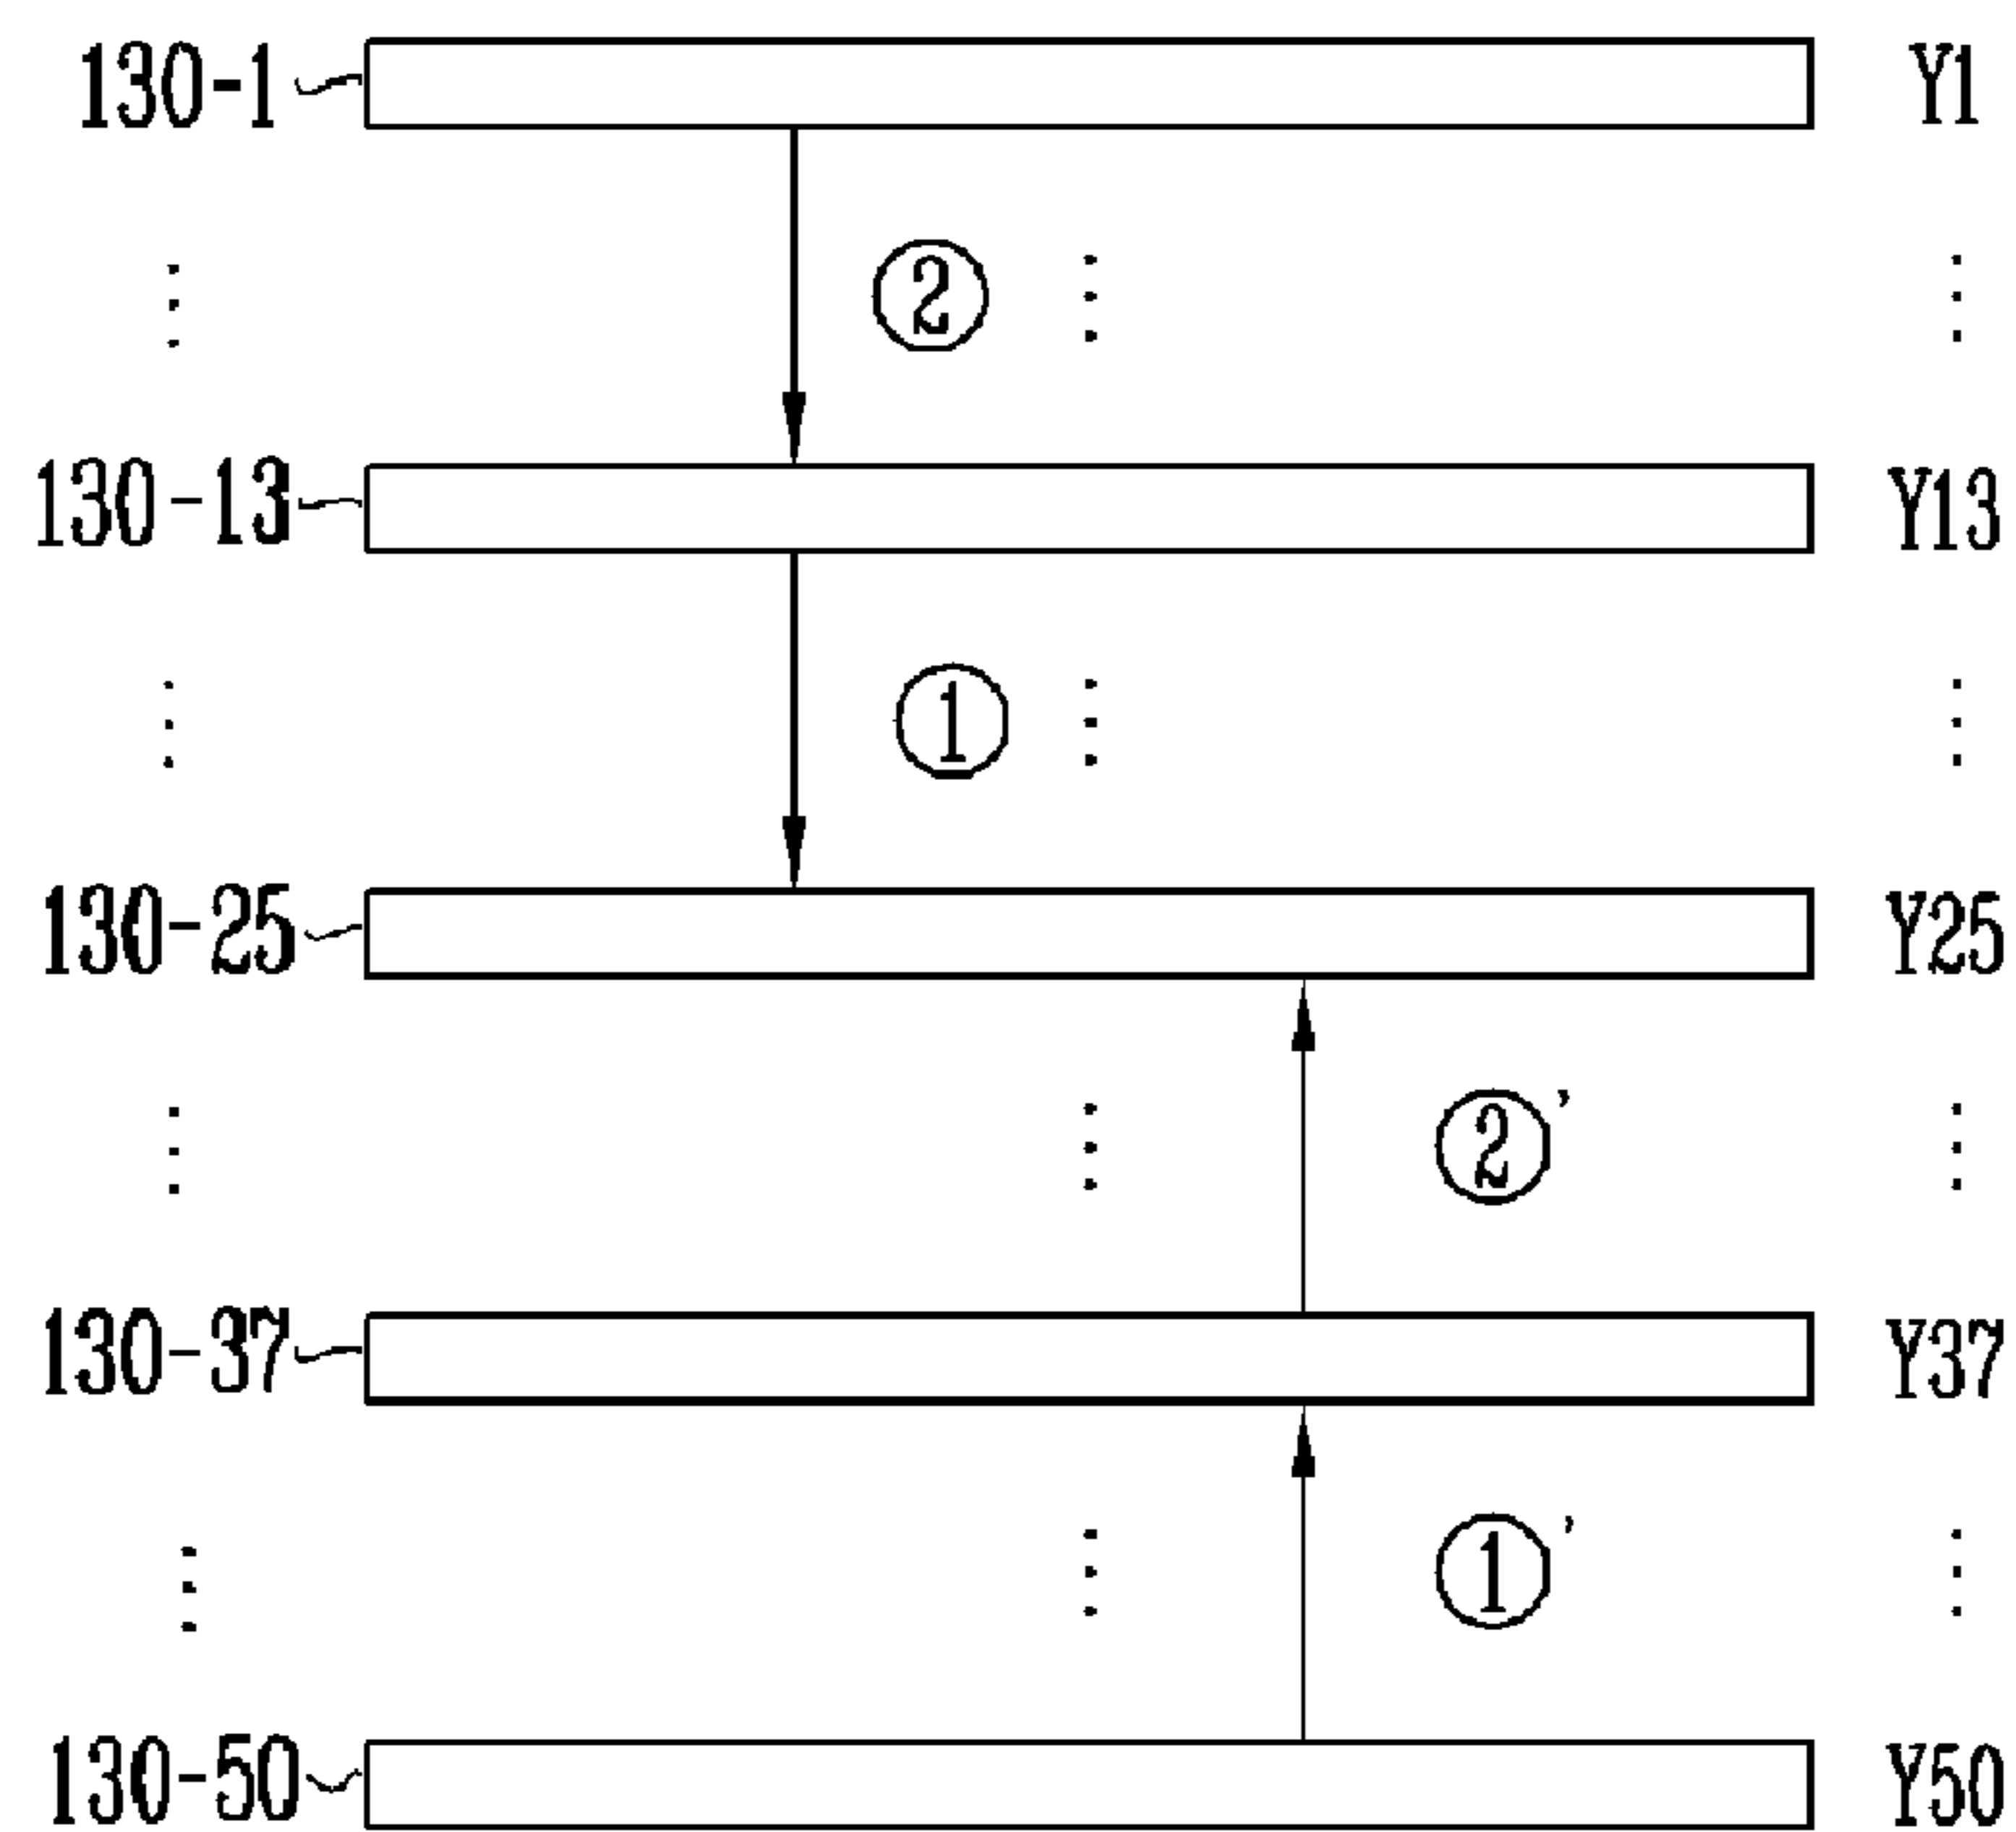 130-1 Y1
② ⋮
130-13 Y13
① ⋮
130-25 Y25
②'
130-37 Y37
①'
130-50 Y50